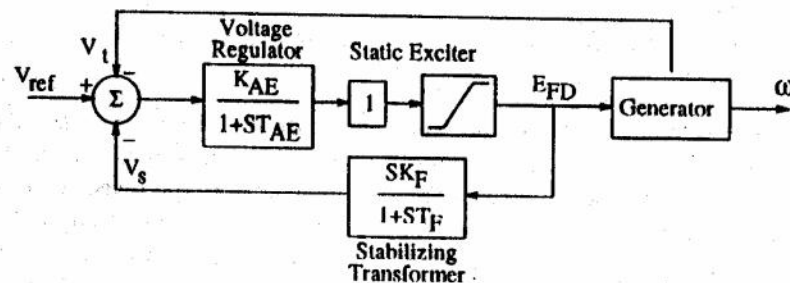 Voltage
Regulator
Static Exciter
V_t
−
V_ref
+
Σ
K_AE
1+ST_AE
1
E_FD
Generator
ω
−
V_s
SK_F
1+ST_F
Stabilizing
Transformer